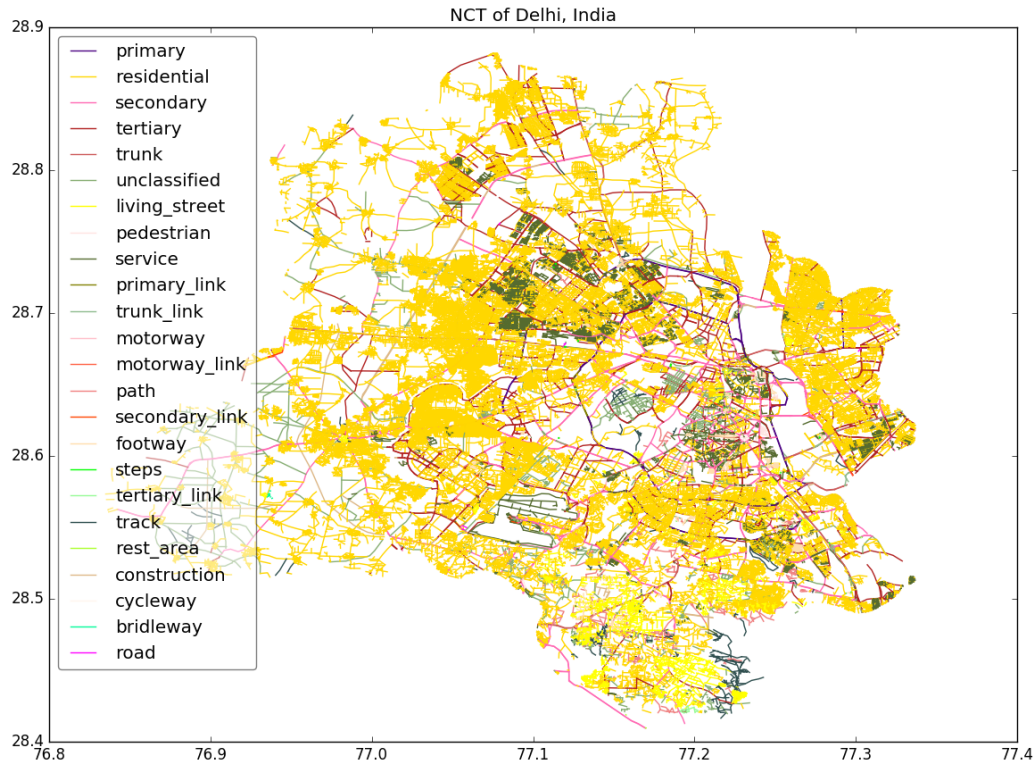 NCT of Delhi, India
28.9
28.8
28.7
28.6
28.5
28.4
primary
residential
secondary
tertiary
trunk
unclassified
living_street
pedestrian
service
primary_link
trunk_link
motorway
motorway_link
path
secondary_link
footway
steps
tertiary_link
track
rest_area
construction
cycleway
bridleway
road
76.8 76.9 77.0 77.1 77.2 77.3 77.4